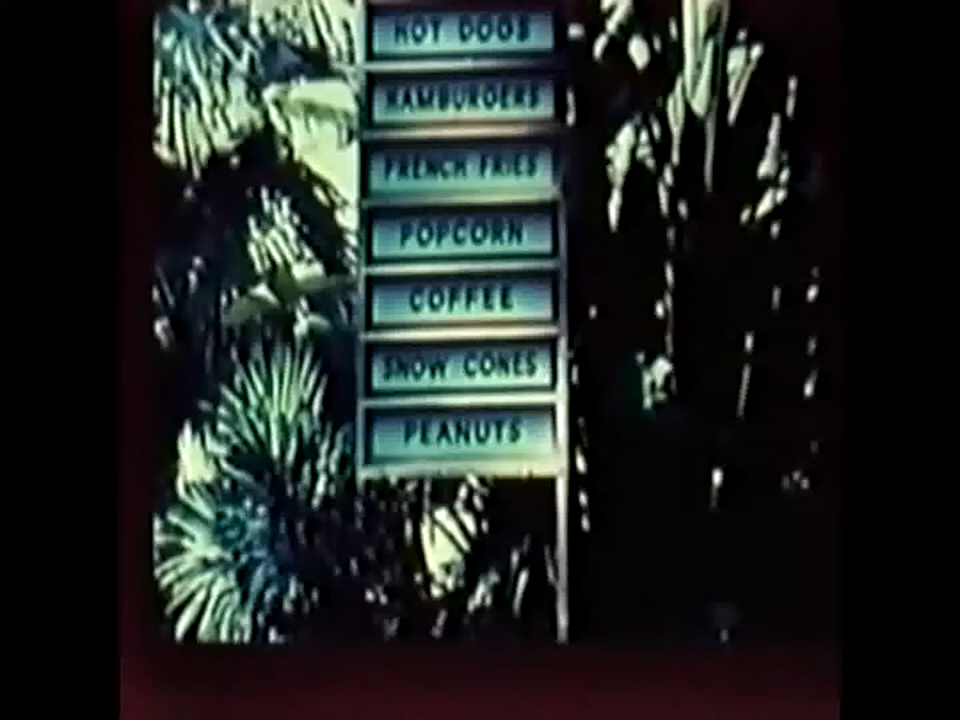 HOT DOGS
HAMBURGERS
FRENCH FRIES
POPCORN
COFFEE
SNOW CONES
PEANUTS